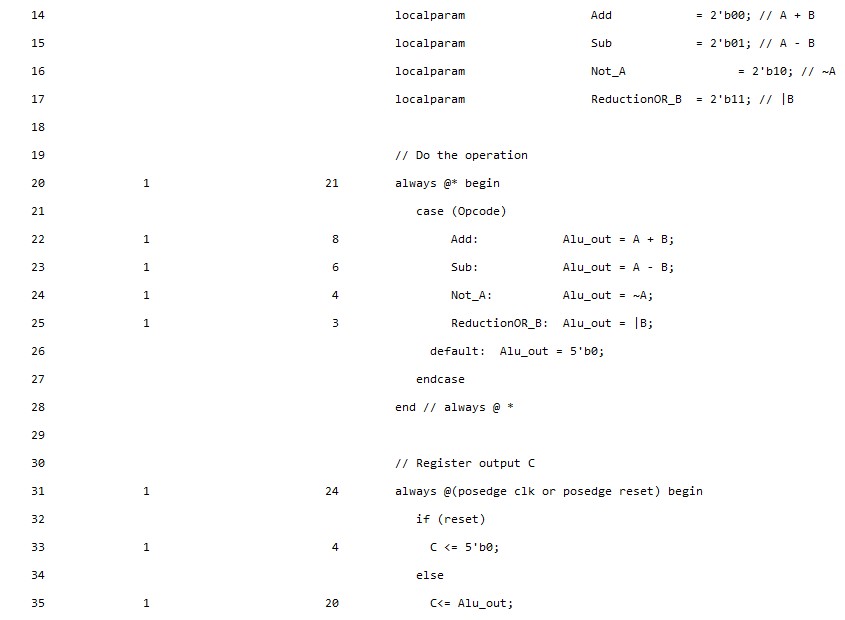 14 localparam Add = 2'b00; // A + B
15 localparam Sub = 2'b01; // A - B
16 localparam Not_A = 2'b10; // ~A
17 localparam ReductionOR_B = 2'b11; // |B
18
19 // Do the operation
20 1 21 always @* begin
21 case (Opcode)
22 1 8 Add: Alu_out = A + B;
23 1 6 Sub: Alu_out = A - B;
24 1 4 Not_A: Alu_out = ~A;
25 1 3 ReductionOR_B: Alu_out = |B;
26 default: Alu_out = 5'b0;
27 endcase
28 end // always @ *
29
30 // Register output C
31 1 24 always @(posedge clk or posedge reset) begin
32 if (reset)
33 1 4 C <= 5'b0;
34 else
35 1 20 C<= Alu_out;